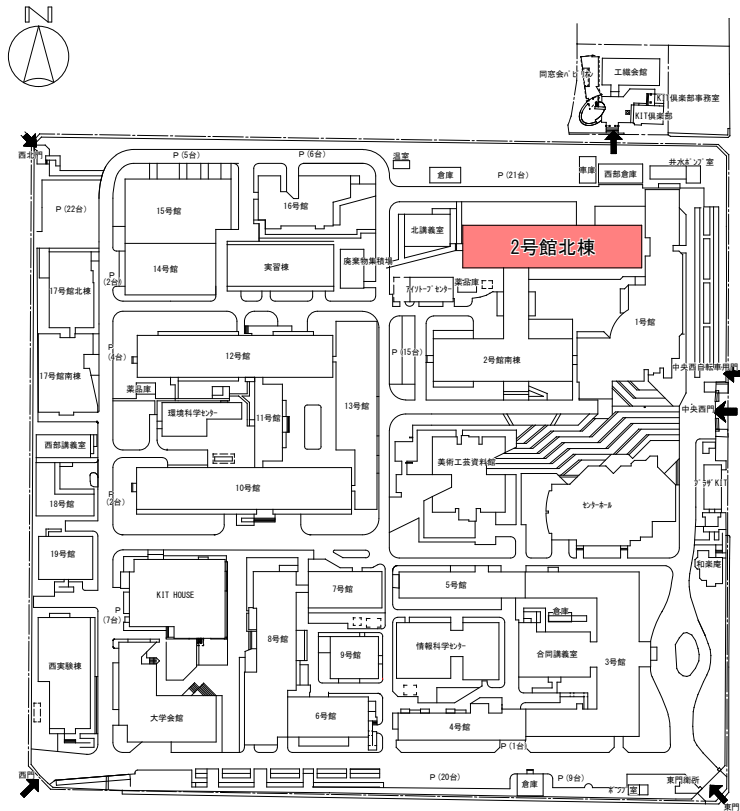 N
工繊会館
KIT倶楽部事務室
KIT倶楽部
西北門
P (5台)
P (6台)
温室
倉庫
P (21台)
車庫
西部倉庫
井水ポンプ室
P (22台)
15号館
16号館
北講義室
2号館北棟
14号館
実習棟
廃棄物集積場
P
(2台)
17号館北棟
アイソトープセンター
薬品庫
1号館
P
(4台)
12号館
P (15台)
2号館南棟
17号館南棟
中央西自転車用門
薬品庫
環境科学センター
11号館
13号館
中央西門
西部講義室
美術工芸資料館
プラザKIT
10号館
P
(2台)
18号館
センターホール
19号館
和楽庵
KIT HOUSE
7号館
5号館
P
(7台)
倉庫
8号館
9号館
情報科学センター
合同講義室
3号館
西実験棟
大学会館
6号館
4号館
P (1台)
西門
P (20台)
倉庫
P (9台)
ポンプ室
東門衛所
東門